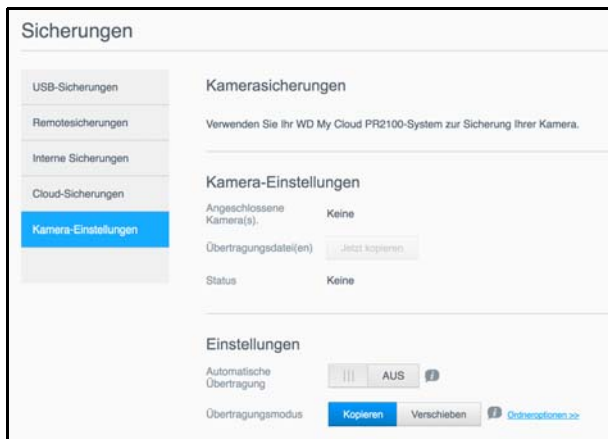 Sicherungen
USB-Sicherungen
Remotesicherungen
Interne Sicherungen
Cloud-Sicherungen
Kamera-Einstellungen
Kamerasicherungen
Verwenden Sie Ihr WD My Cloud PR2100-System zur Sicherung Ihrer Kamera.
Kamera-Einstellungen
Angeschlossene
Kamera(s).
Keine
Übertragungsdatei(en)
Jetzt kopieren
Status
Keine
Einstellungen
Automatische
Übertragung
AUS
Übertragungsmodus
Kopieren
Verschieben
Ordneroptionen >>